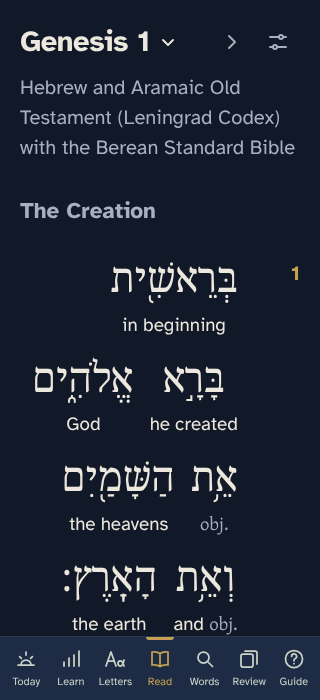 Genesis 1
Hebrew and Aramaic Old
Testament (Leningrad Codex)
with the Berean Standard Bible
The Creation
1
בְּרֵאשִׁ֖ית
in beginning
בָּרָ֣א אֱלֹהִ֑ים
he created God
אֵ֥ת הַשָּׁמַ֖יִם
obj. the heavens
וְאֵ֥ת הָאָֽרֶץ׃
and obj. the earth
Today Learn Letters Read Words Review Guide